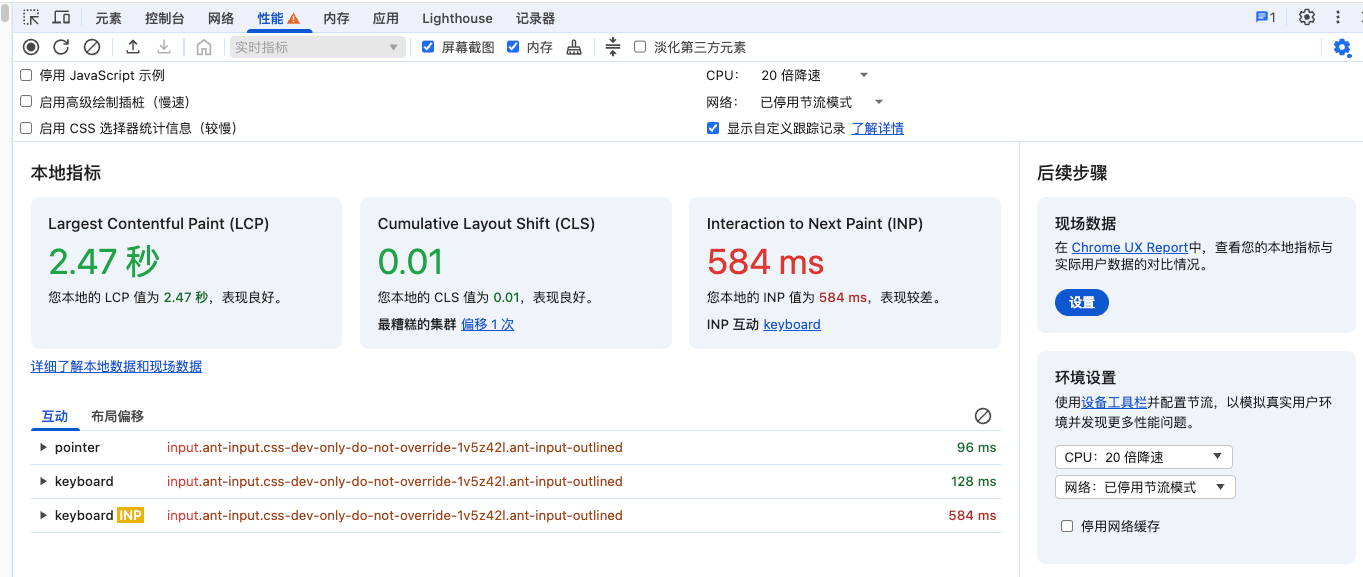 元素 控制台 网络 性能 内存 应用 Lighthouse 记录器 1
实时指标 屏幕截图 内存 淡化第三方元素
停用 JavaScript 示例
CPU： 20 倍降速
启用高级绘制插桩（慢速）
网络： 已停用节流模式
启用 CSS 选择器统计信息（较慢）
显示自定义跟踪记录 了解详情
本地指标
Largest Contentful Paint (LCP)
2.47 秒
您本地的 LCP 值为 2.47 秒，表现良好。
Cumulative Layout Shift (CLS)
0.01
您本地的 CLS 值为 0.01，表现良好。
最糟糕的集群 偏移 1 次
Interaction to Next Paint (INP)
584 ms
您本地的 INP 值为 584 ms，表现较差。
INP 互动 keyboard
详细了解本地数据和现场数据
互动 布局偏移
pointer input.ant-input.css-dev-only-do-not-override-1v5z42l.ant-input-outlined 96 ms
keyboard input.ant-input.css-dev-only-do-not-override-1v5z42l.ant-input-outlined 128 ms
keyboard INP input.ant-input.css-dev-only-do-not-override-1v5z42l.ant-input-outlined 584 ms
后续步骤
现场数据
在 Chrome UX Report中，查看您的本地指标与
实际用户数据的对比情况。
设置
环境设置
使用设备工具栏并配置节流，以模拟真实用户环
境并发现更多性能问题。
CPU：20 倍降速
网络：已停用节流模式
停用网络缓存